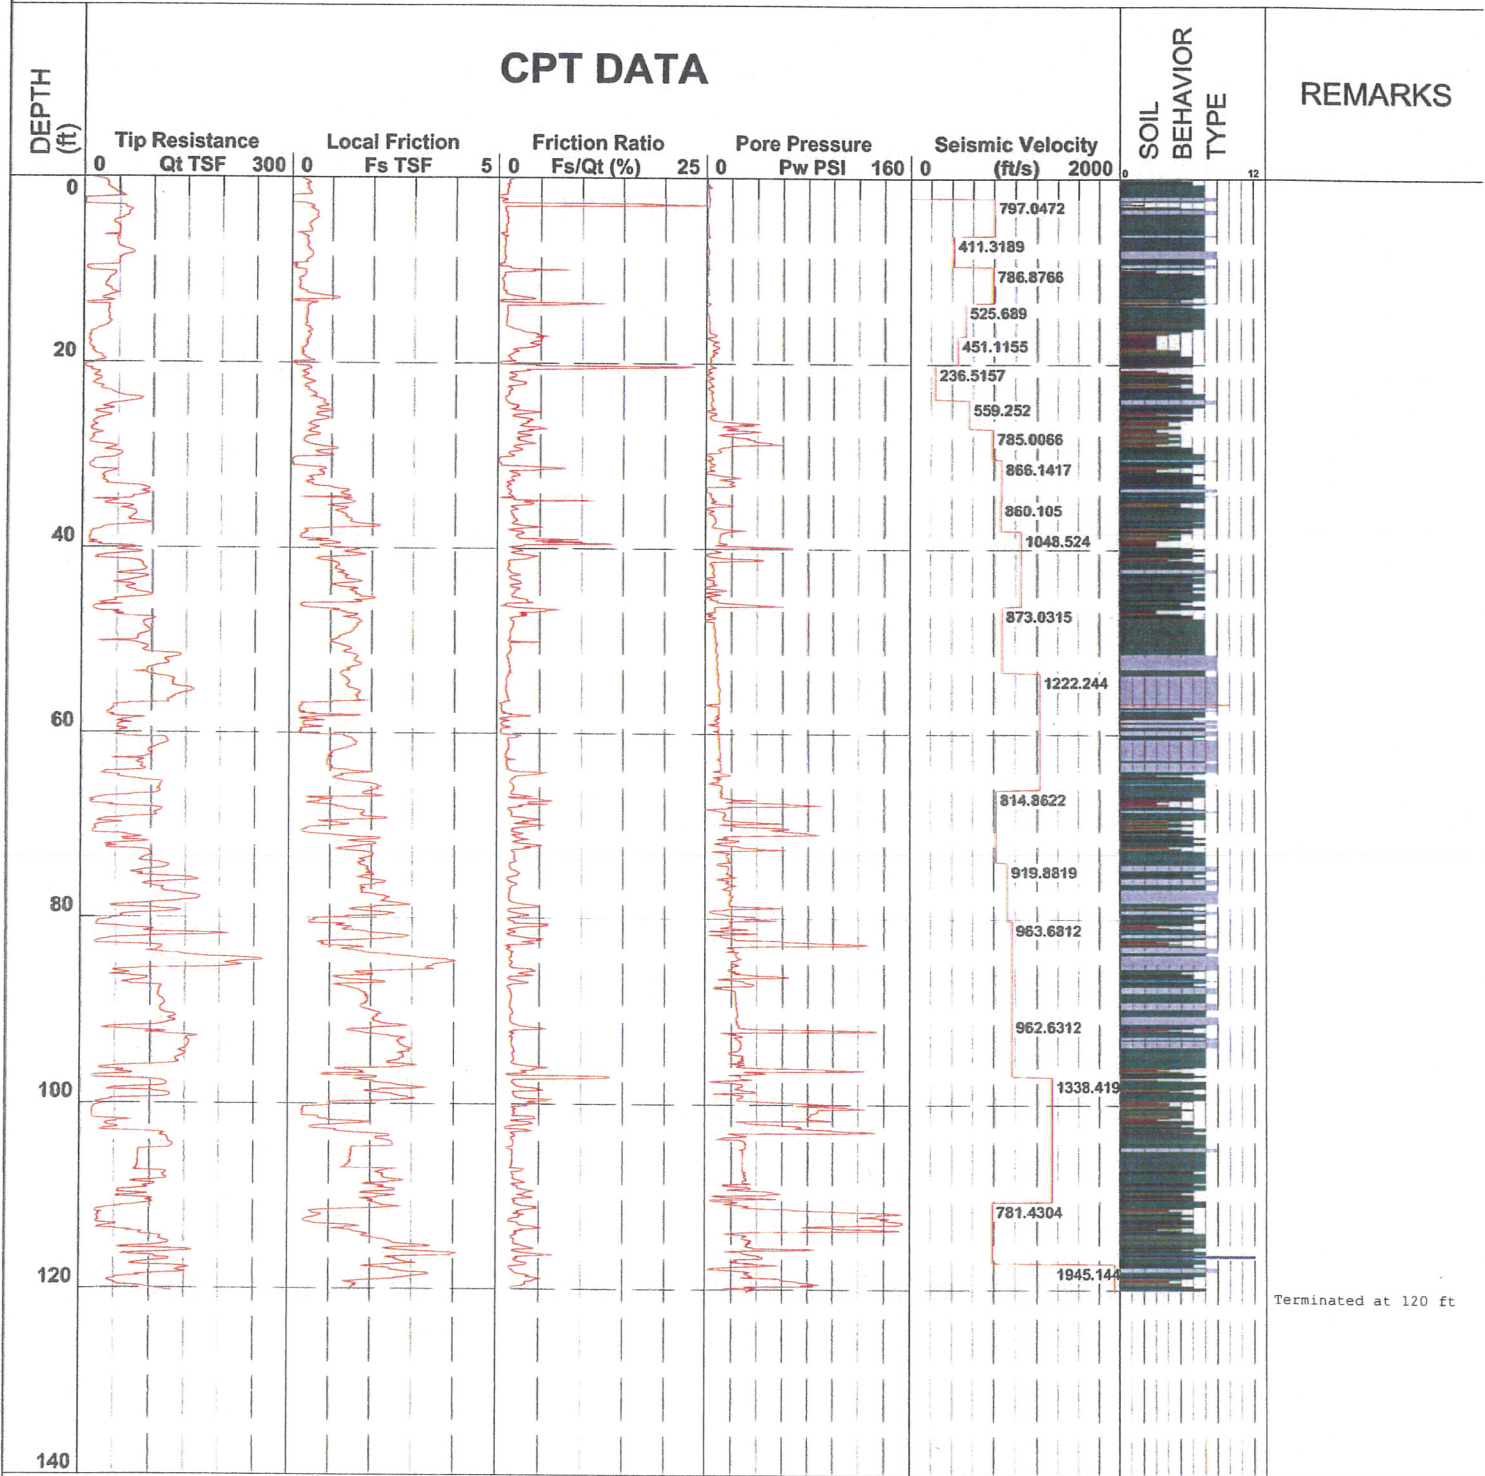 CPT DATA
DEPTH
(ft)
SOIL
BEHAVIOR
TYPE
REMARKS
Tip Resistance
0 Qt TSF 300
Local Friction
0 Fs TSF 5
Friction Ratio
0 Fs/Qt (%) 25
Pore Pressure
0 Pw PSI 160
Seismic Velocity
0 (ft/s) 2000
0 12
0
797.0472
411.3189
786.8766
525.689
20
451.1155
236.5157
559.252
785.0066
866.1417
860.105
40
1048.524
873.0315
1222.244
60
814.8622
919.8819
80
963.6812
962.6312
100
1338.419
781.4304
120
1945.144
Terminated at 120 ft
140